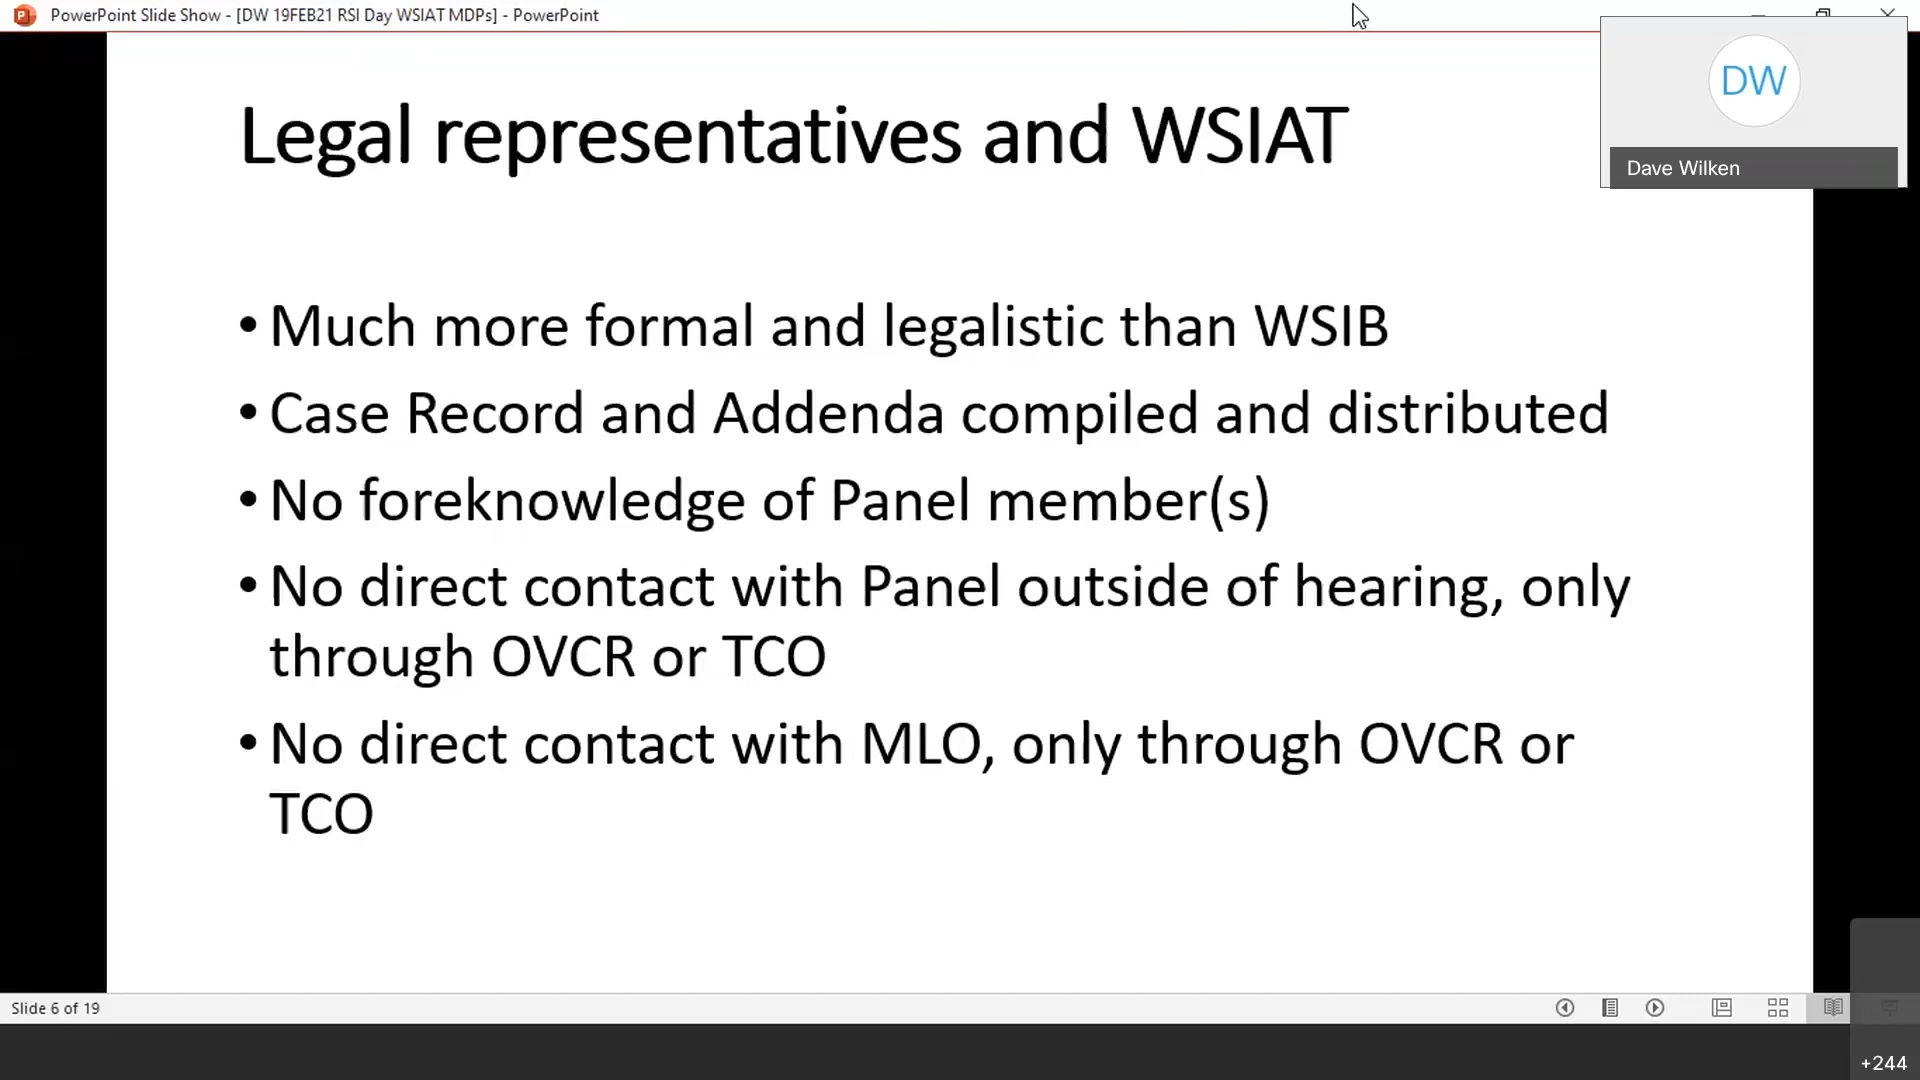 PowerPoint Slide Show - [DW 19FEB21 RSI Day WSIAT MDPs] - PowerPoint
DW
Dave Wilken
Legal representatives and WSIAT
• Much more formal and legalistic than WSIB
• Case Record and Addenda compiled and distributed
• No foreknowledge of Panel member(s)
• No direct contact with Panel outside of hearing, only
through OVCR or TCO
• No direct contact with MLO, only through OVCR or
TCO
Slide 6 of 19
+244